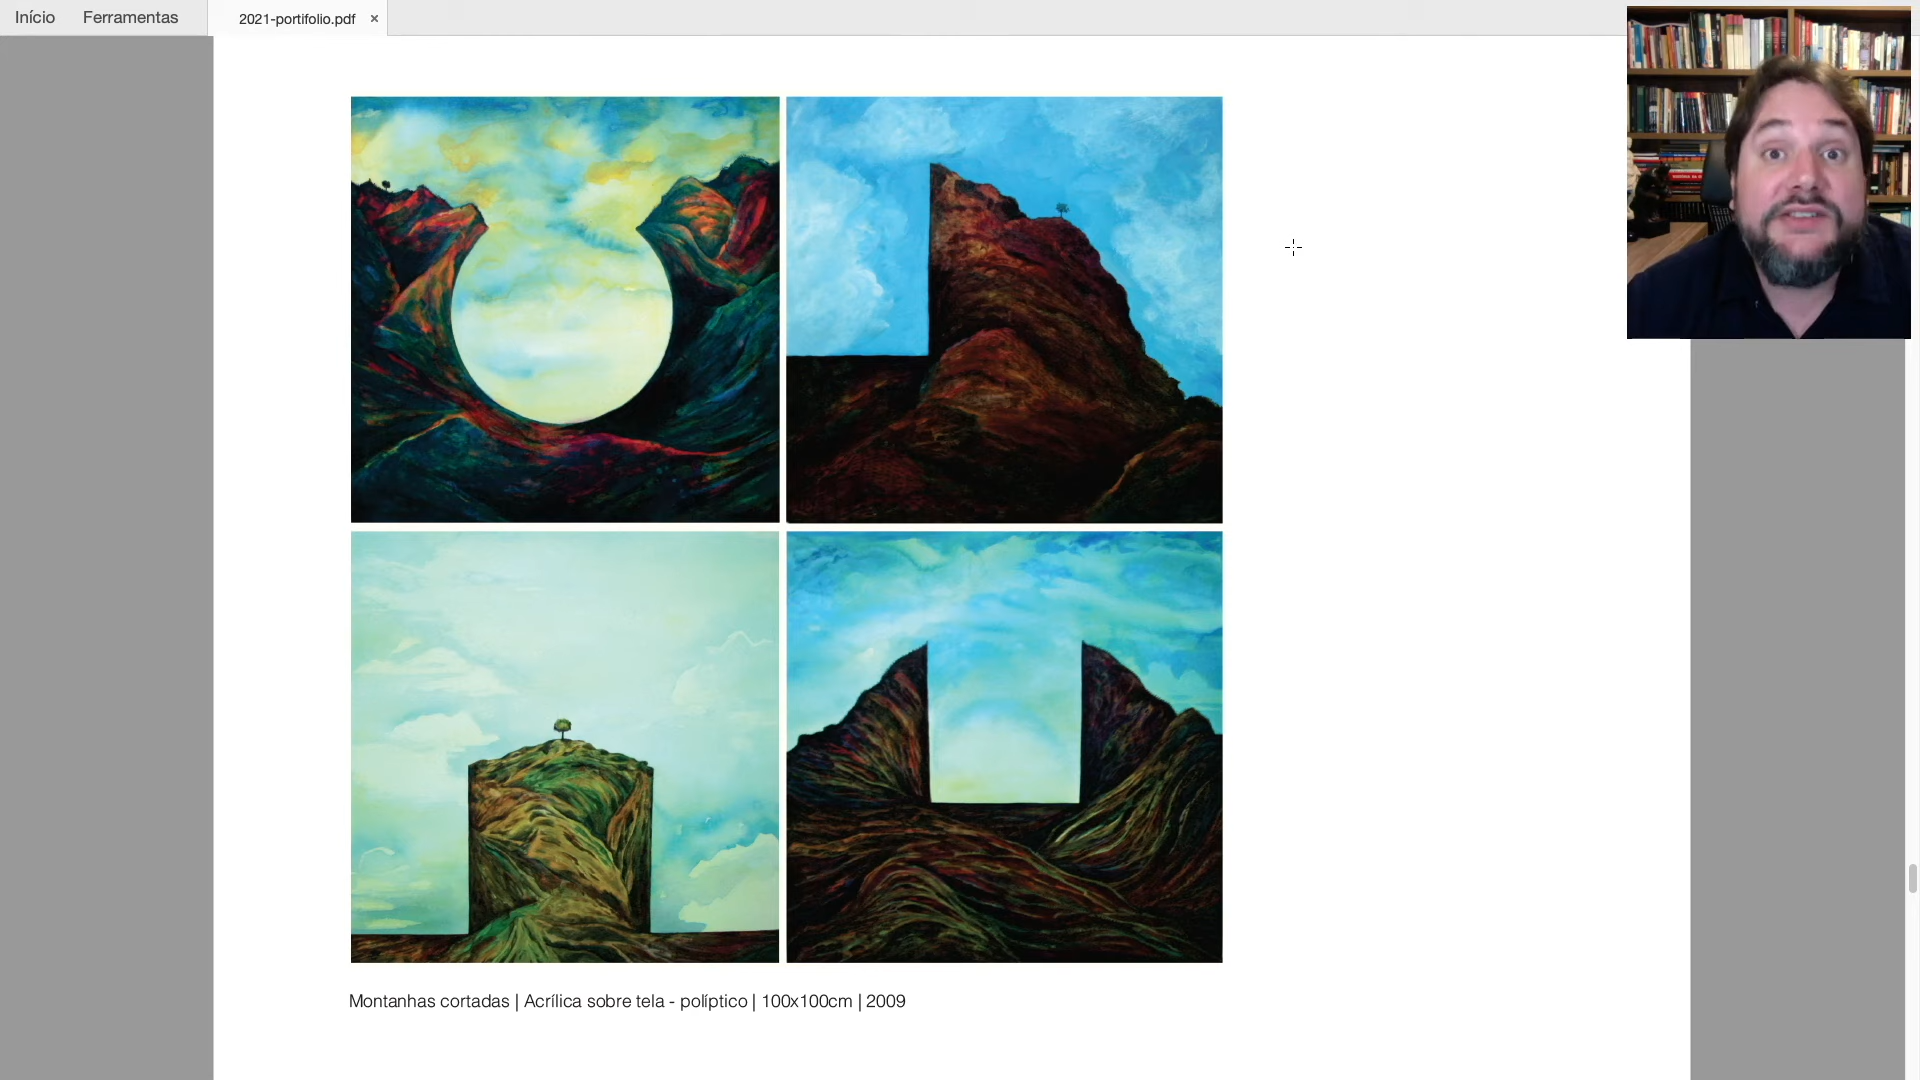 Início Ferramentas 2021-portifolio.pdf ×
Montanhas cortadas | Acrílica sobre tela - políptico | 100x100cm | 2009